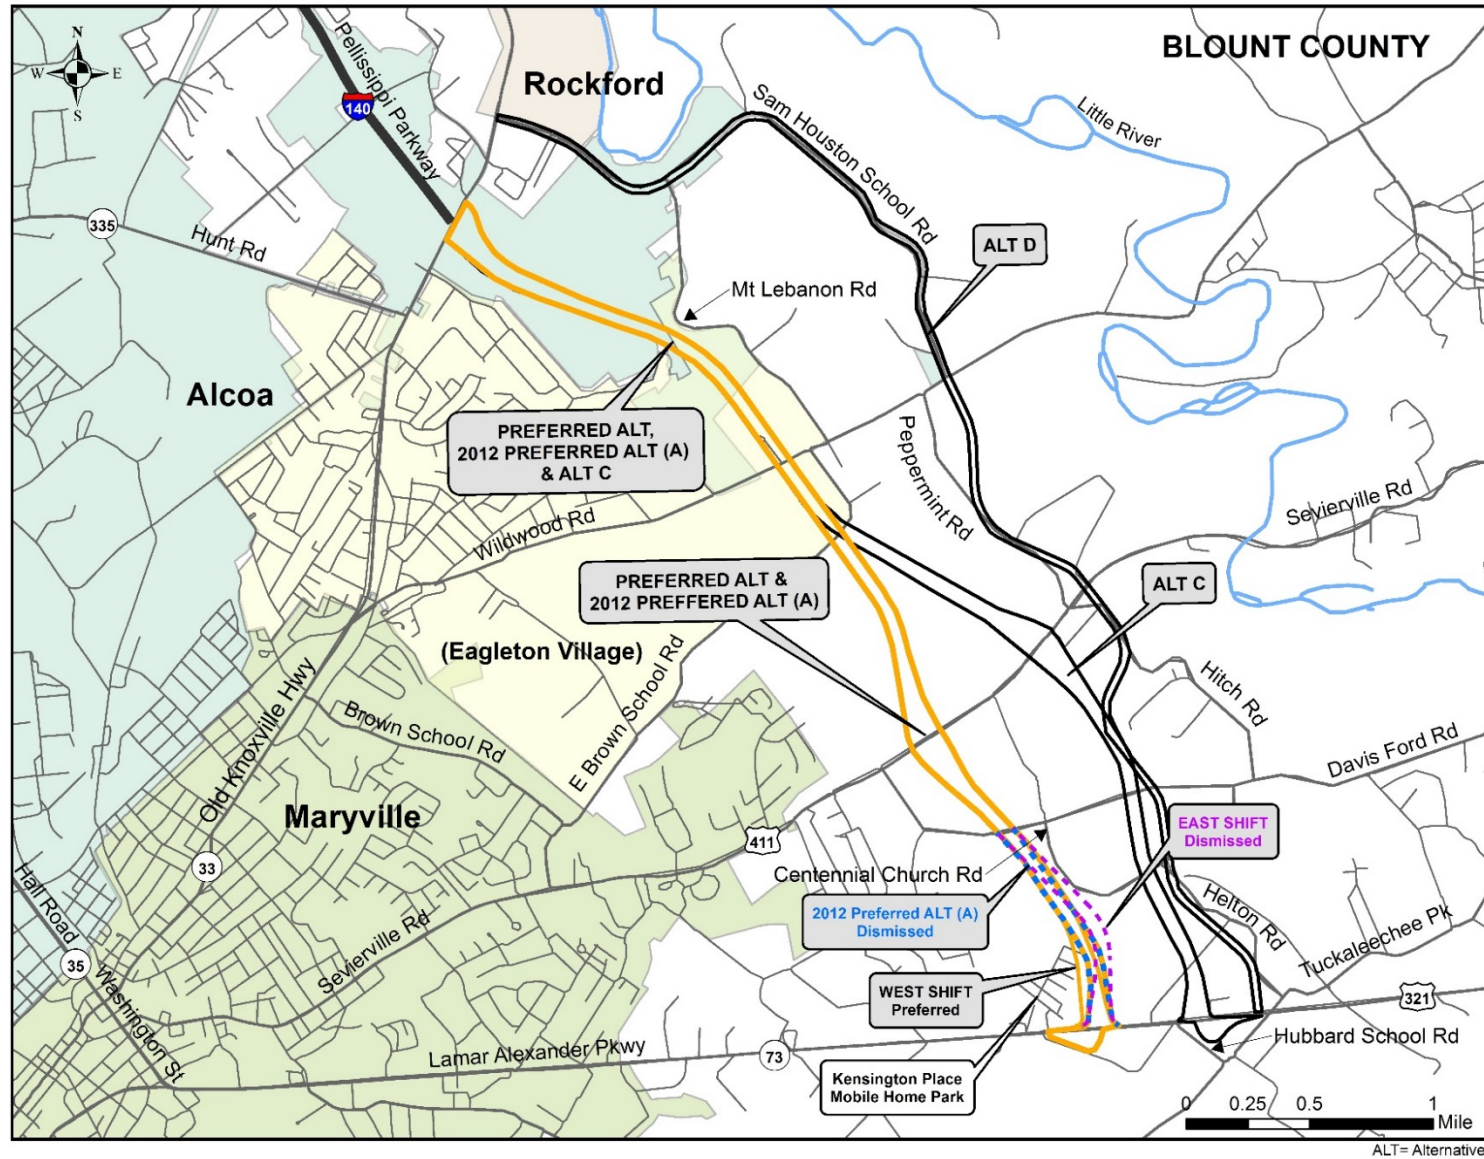 BLOUNT COUNTY
N
W
E
S
Pellissippi Parkway
140
Rockford
Sam Houston School Rd
Little River
335
Hunt Rd
ALT D
Mt Lebanon Rd
Alcoa
PREFERRED ALT,
2012 PREFERRED ALT (A)
& ALT C
Peppermint Rd
Sevierville Rd
Wildwood Rd
PREFERRED ALT &
2012 PREFFERED ALT (A)
ALT C
(Eagleton Village)
E Brown School Rd
Hitch Rd
Old Knoxville Hwy
Brown School Rd
Davis Ford Rd
Maryville
411
EAST SHIFT
Dismissed
33
Centennial Church Rd
Hall Road
2012 Preferred ALT (A)
Dismissed
Helton Rd
Tuckaleechee Pk
Sevierville Rd
35
WEST SHIFT
Preferred
321
Washington St
Lamar Alexander Pkwy
73
Hubbard School Rd
Kensington Place
Mobile Home Park
0 0.25 0.5 1
Mile
ALT= Alternative